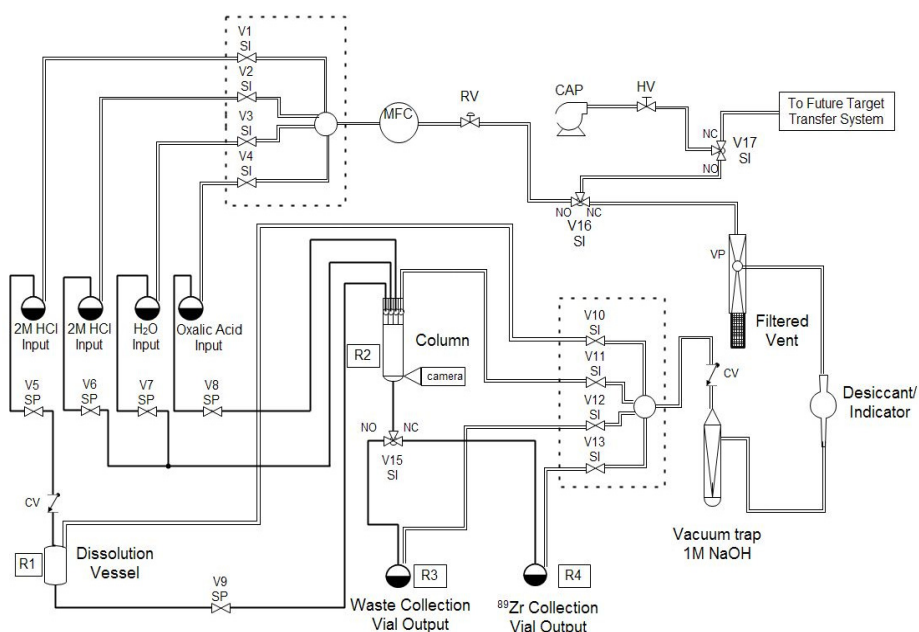 V1
SI
V2
SI
V3
SI
V4
SI
MFC
RV
CAP
HV
To Future Target
Transfer System
NC
V17
SI
NO
NO
NC
V16
SI
VP
Filtered
Vent
2M HCl
Input
2M HCl
Input
H₂O
Input
Oxalic Acid
Input
V5
SP
V6
SP
V7
SP
V8
SP
R2
Column
camera
V10
SI
V11
SI
V12
SI
V13
SI
CV
Desiccant/
Indicator
NO
NC
V15
SI
CV
R1
Dissolution
Vessel
V9
SP
R3
R4
Waste Collection
Vial Output
⁸⁹Zr Collection
Vial Output
Vacuum trap
1M NaOH